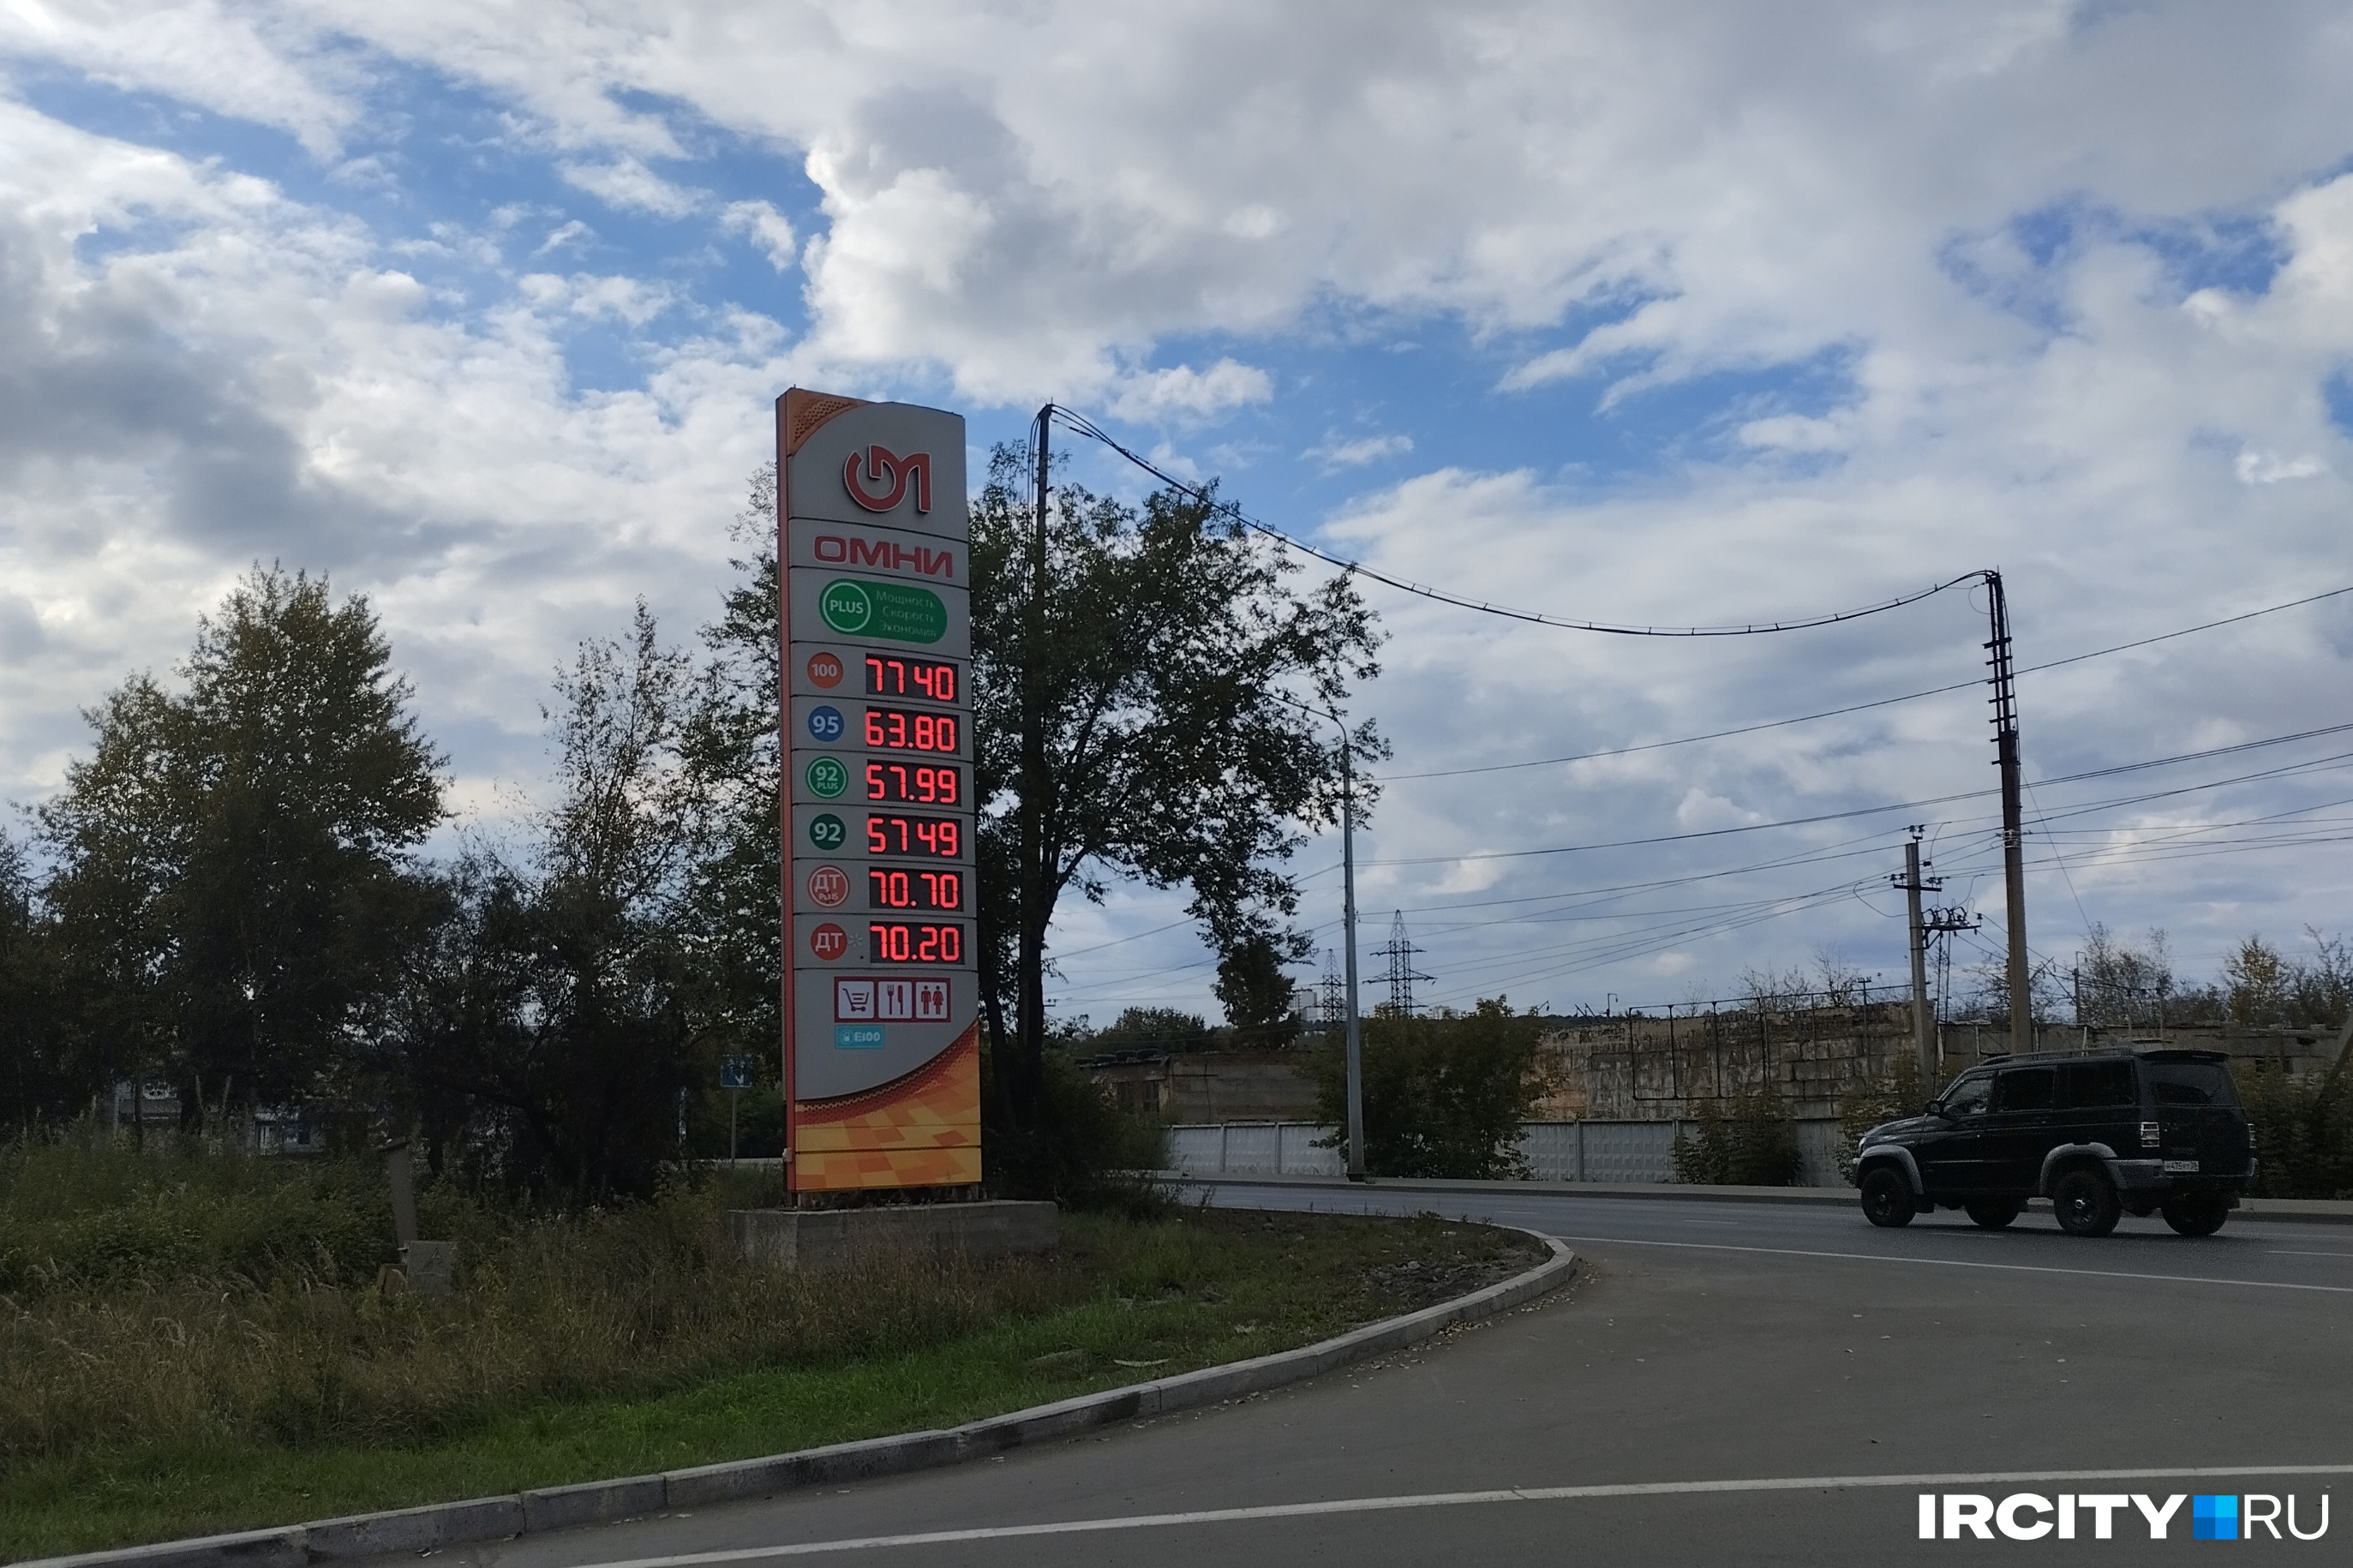 ОМНИ
PLUS
Мощность
Скорость
Экономия
100 77 40
95 63.80
92 PLUS 57.99
92 57 49
ДТ PLUS 70.70
ДТ 70.20
E100
IRCITY RU